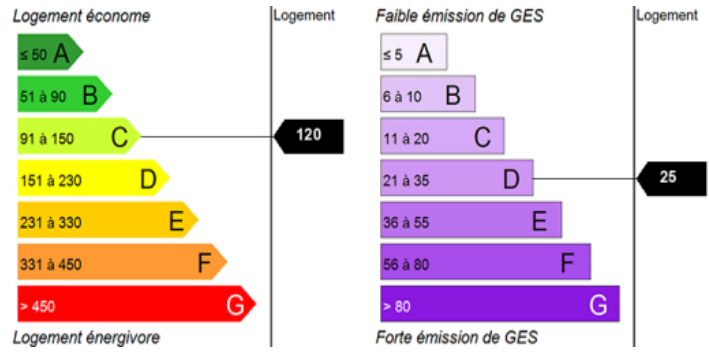 Logement économe
Logement
≤ 50 A
51 à 90 B
91 à 150 C
120
151 à 230 D
231 à 330 E
331 à 450 F
> 450 G
Logement énergivore
Faible émission de GES
Logement
≤ 5 A
6 à 10 B
11 à 20 C
21 à 35 D
25
36 à 55 E
56 à 80 F
> 80 G
Forte émission de GES